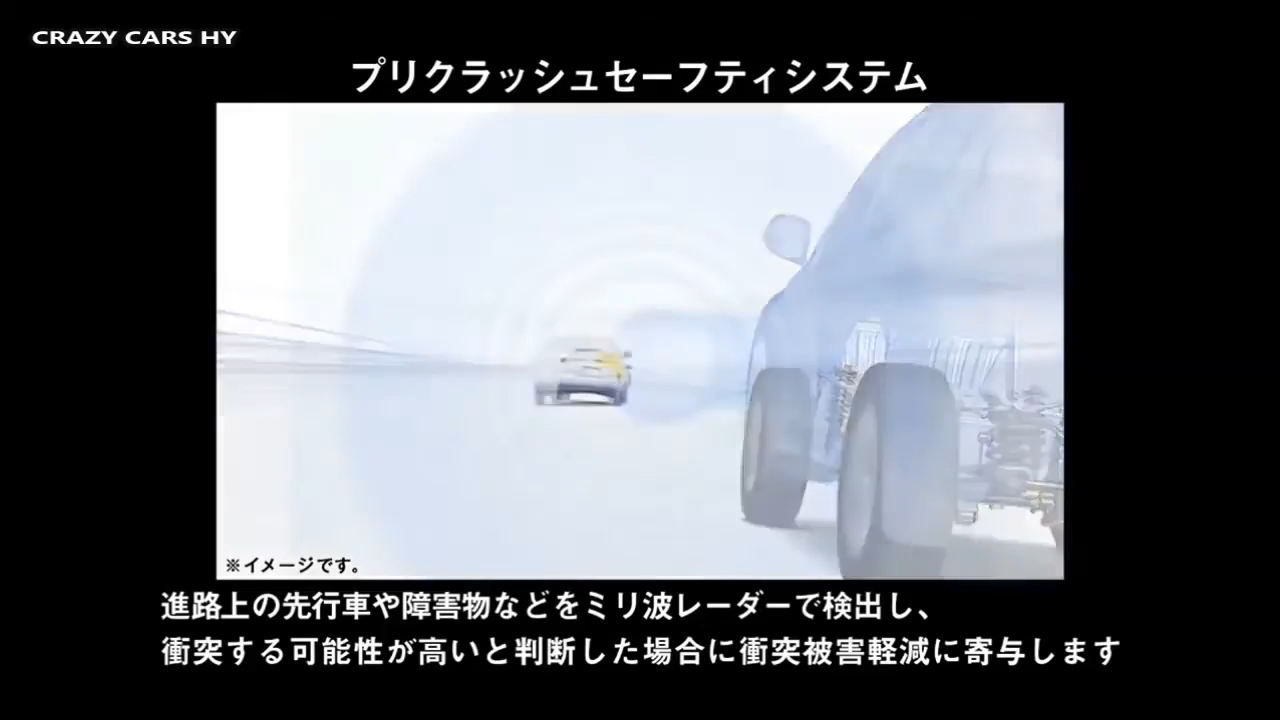 CRAZY CARS HY
プリクラッシュセーフティシステム
※イメージです。
進路上の先行車や障害物などをミリ波レーダーで検出し、
衝突する可能性が高いと判断した場合に衝突被害軽減に寄与します